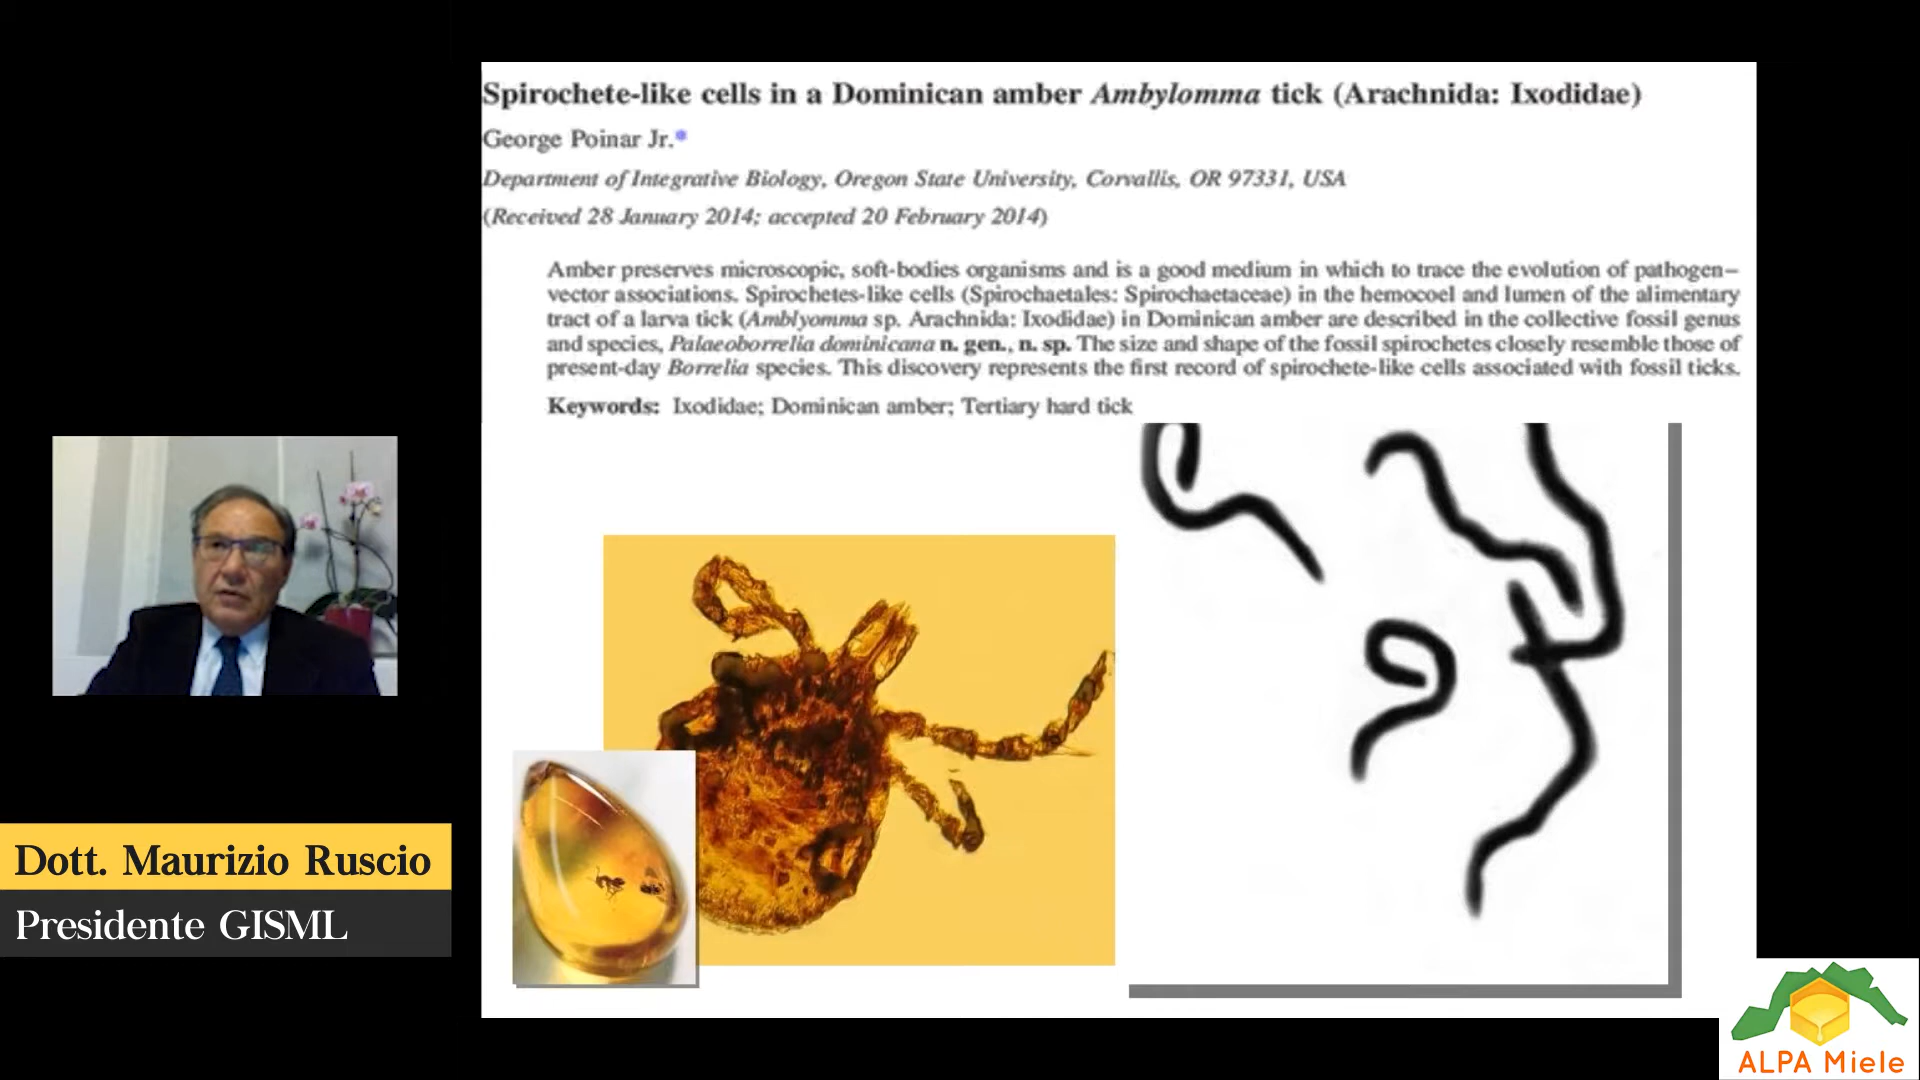 Spirochete-like cells in a Dominican amber Ambylomma tick (Arachnida: Ixodidae)
George Poinar Jr.*
Department of Integrative Biology, Oregon State University, Corvallis, OR 97331, USA
(Received 28 January 2014; accepted 20 February 2014)
Amber preserves microscopic, soft-bodies organisms and is a good medium in which to trace the evolution of pathogen–
vector associations. Spirochetes-like cells (Spirochaetales: Spirochaetaceae) in the hemocoel and lumen of the alimentary
tract of a larva tick (Amblyomma sp. Arachnida: Ixodidae) in Dominican amber are described in the collective fossil genus
and species, Palaeoborrelia dominicana n. gen., n. sp. The size and shape of the fossil spirochetes closely resemble those of
present-day Borrelia species. This discovery represents the first record of spirochete-like cells associated with fossil ticks.
Keywords: Ixodidae; Dominican amber; Tertiary hard tick
Dott. Maurizio Ruscio
Presidente GISML
ALPA Miele